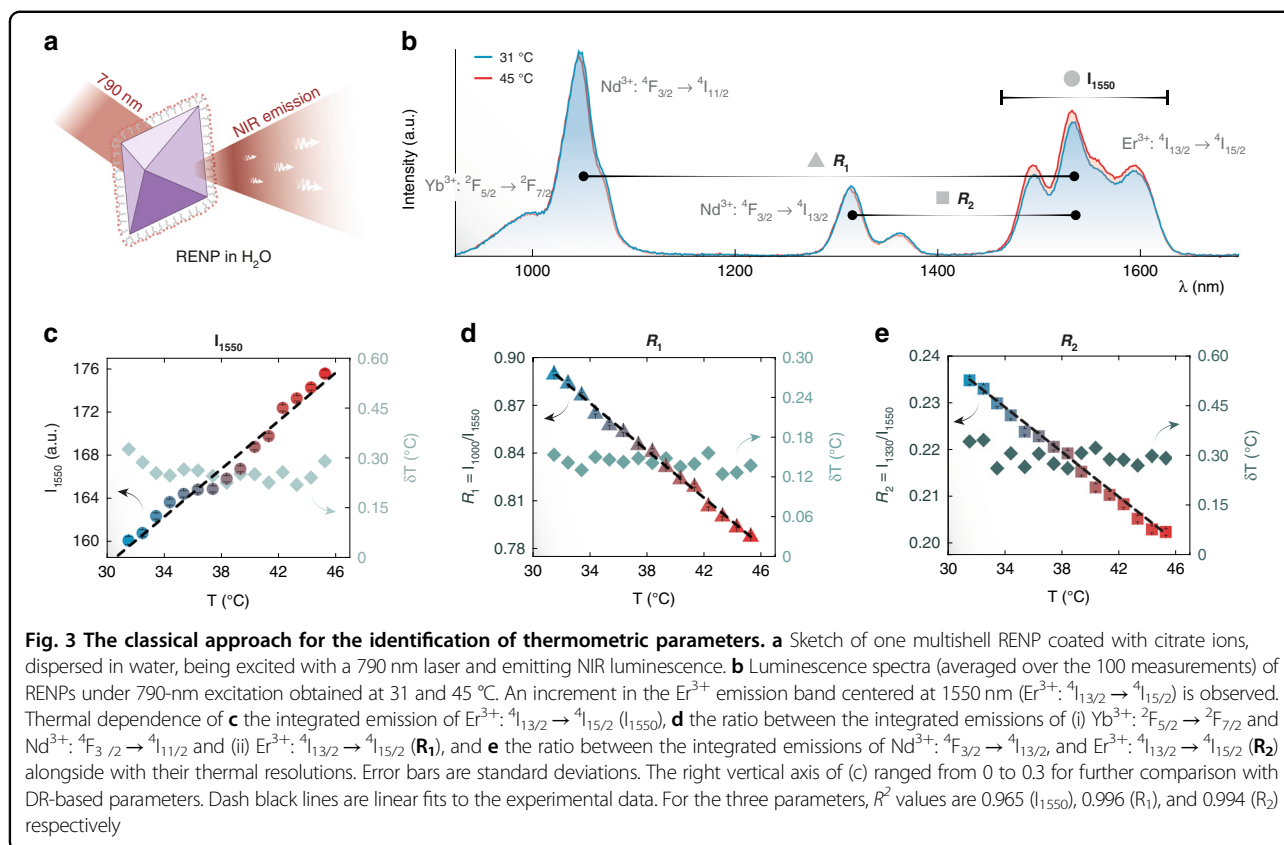 a
790 nm
NIR emission
RENP in H₂O
b
31 °C
45 °C
Intensity (a.u.)
Nd³⁺: ⁴F₃/₂ → ⁴I₁₁/₂
I₁₅₅₀
Er³⁺: ⁴I₁₃/₂ → ⁴I₁₅/₂
R₁
Yb³⁺: ²F₅/₂ → ²F₇/₂
R₂
Nd³⁺: ⁴F₃/₂ → ⁴I₁₃/₂
1000 1200 1400 1600
λ (nm)
c
I₁₅₅₀
176
172
168
164
160
I₁₅₅₀ (a.u.)
0.60
0.45
0.30
0.15
0
δT (°C)
30 34 38 42 46
T (°C)
d
R₁
0.90
0.87
0.84
0.81
0.78
R₁ = I₁₀₀₀/I₁₅₅₀
0.30
0.24
0.18
0.12
0.06
0
δT (°C)
30 34 38 42 46
T (°C)
e
R₂
0.24
0.23
0.22
0.21
0.20
R₂ = I₁₃₃₀/I₁₅₅₀
0.60
0.45
0.30
0.15
0
δT (°C)
30 34 38 42 46
T (°C)
Fig. 3 The classical approach for the identification of thermometric parameters. a Sketch of one multishell RENP coated with citrate ions,
dispersed in water, being excited with a 790 nm laser and emitting NIR luminescence. b Luminescence spectra (averaged over the 100 measurements) of
RENPs under 790-nm excitation obtained at 31 and 45 °C. An increment in the Er³⁺ emission band centered at 1550 nm (Er³⁺: ⁴I₁₃/₂ → ⁴I₁₅/₂) is observed.
Thermal dependence of c the integrated emission of Er³⁺: ⁴I₁₃/₂ → ⁴I₁₅/₂ (I₁₅₅₀), d the ratio between the integrated emissions of (i) Yb³⁺: ²F₅/₂ → ²F₇/₂ and
Nd³⁺: ⁴F₃ /₂ → ⁴I₁₁/₂ and (ii) Er³⁺: ⁴I₁₃/₂ → ⁴I₁₅/₂ (R₁), and e the ratio between the integrated emissions of Nd³⁺: ⁴F₃/₂ → ⁴I₁₃/₂, and Er³⁺: ⁴I₁₃/₂ → ⁴I₁₅/₂ (R₂)
alongside with their thermal resolutions. Error bars are standard deviations. The right vertical axis of (c) ranged from 0 to 0.3 for further comparison with
DR-based parameters. Dash black lines are linear fits to the experimental data. For the three parameters, R² values are 0.965 (I₁₅₅₀), 0.996 (R₁), and 0.994 (R₂)
respectively